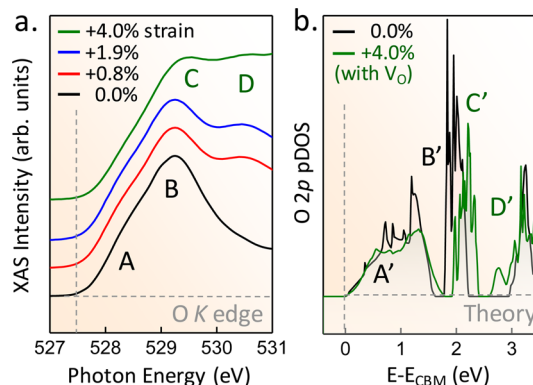 a.
+4.0% strain
+1.9%
+0.8%
0.0%
C
D
B
A
O K edge
XAS Intensity (arb. units)
527
528
529
530
531
Photon Energy (eV)
b.
0.0%
+4.0%
(with VO)
C’
B’
D’
A’
Theory
O 2p pDOS
0
1
2
3
E-ECBM (eV)